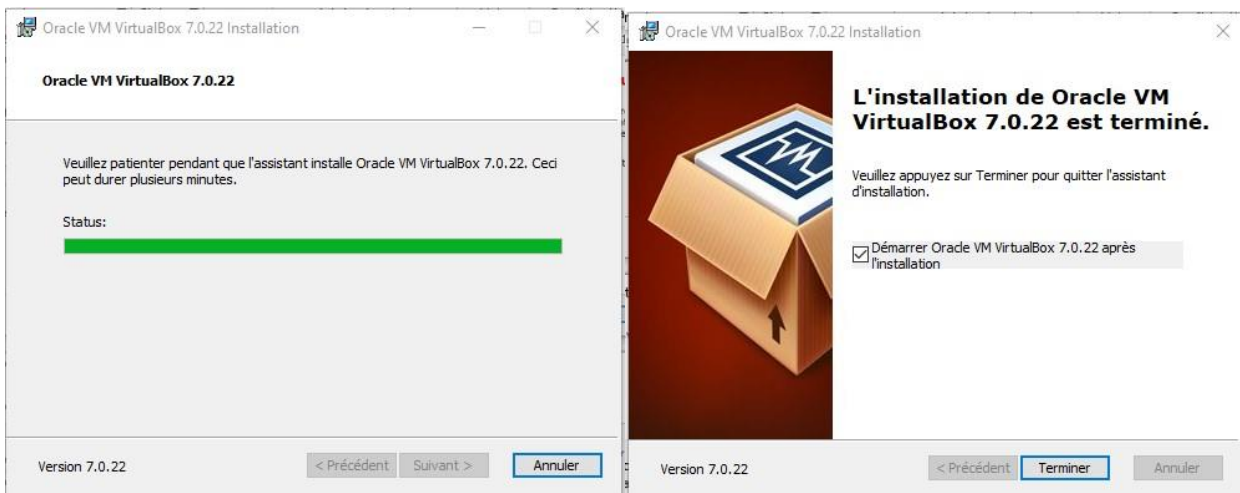 Oracle VM VirtualBox 7.0.22 Installation
Oracle VM VirtualBox 7.0.22
Veuillez patienter pendant que l'assistant installe Oracle VM VirtualBox 7.0.22. Ceci
peut durer plusieurs minutes.
Status:
Version 7.0.22
< Précédent
Suivant >
Annuler
Oracle VM VirtualBox 7.0.22 Installation
L'installation de Oracle VM
VirtualBox 7.0.22 est terminé.
Veuillez appuyez sur Terminer pour quitter l'assistant
d'installation.
Démarrer Oracle VM VirtualBox 7.0.22 après
l'installation
Version 7.0.22
< Précédent
Terminer
Annuler